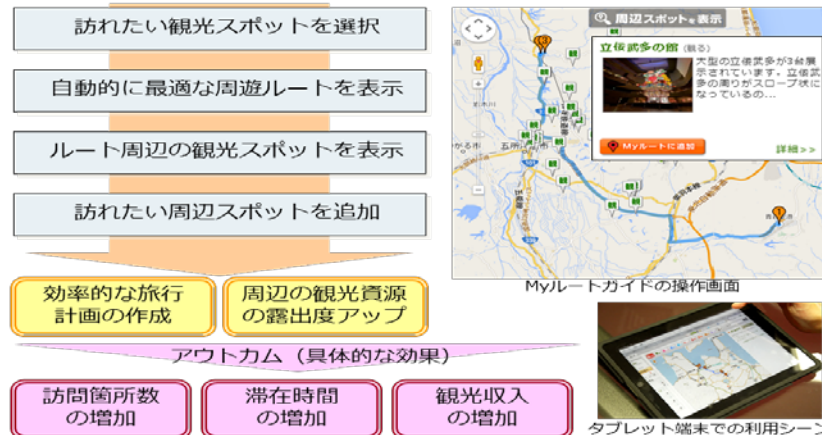 訪れたい観光スポットを選択
自動的に最適な周遊ルートを表示
ルート周辺の観光スポットを表示
訪れたい周辺スポットを追加
効率的な旅行
計画の作成
周辺の観光資源
の露出度アップ
アウトカム（具体的な効果）
訪問箇所数
の増加
滞在時間
の増加
観光収入
の増加
周辺スポットを表示
立佞武多の館 (観る)
大型の立佞武多が3台展
示されています。立佞武
多の周りがスロープ状に
なっているの...
Myルートに追加
詳細>>
Myルートガイドの操作画面
タブレット端末での利用シーン